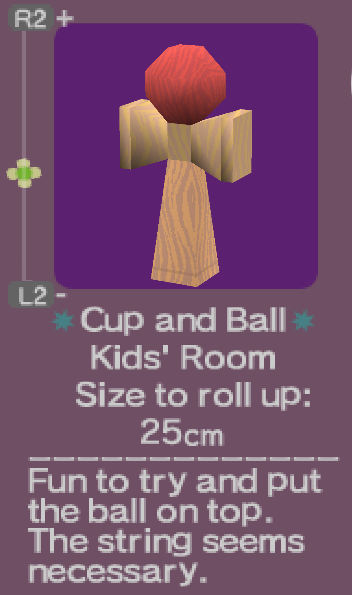 R2 +
L2 -
Cup and Ball
Kids' Room
Size to roll up:
25cm
Fun to try and put
the ball on top.
The string seems
necessary.